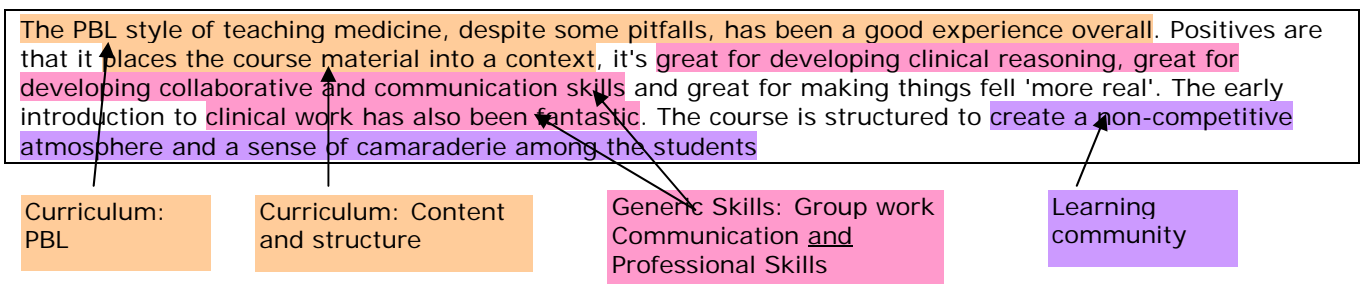 The PBL style of teaching medicine, despite some pitfalls, has been a good experience overall. Positives are
that it places the course material into a context, it's great for developing clinical reasoning, great for
developing collaborative and communication skills and great for making things fell 'more real'. The early
introduction to clinical work has also been fantastic. The course is structured to create a non-competitive
atmosphere and a sense of camaraderie among the students
Curriculum:
PBL
Curriculum: Content
and structure
Generic Skills: Group work
Communication and
Professional Skills
Learning
community